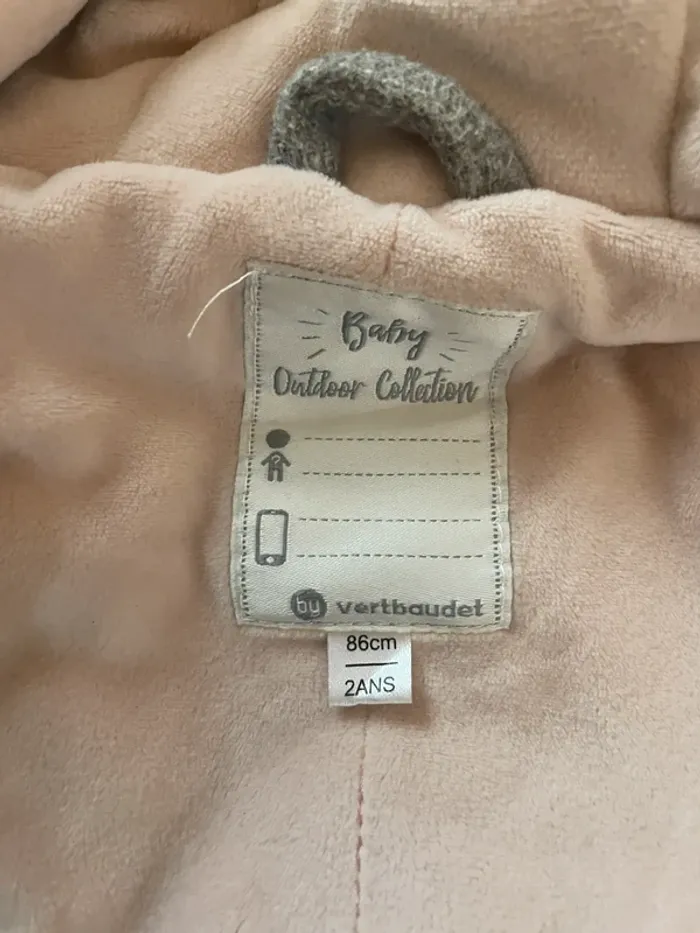 Baby
Outdoor Collection
by vertbaudet
86cm
2ANS